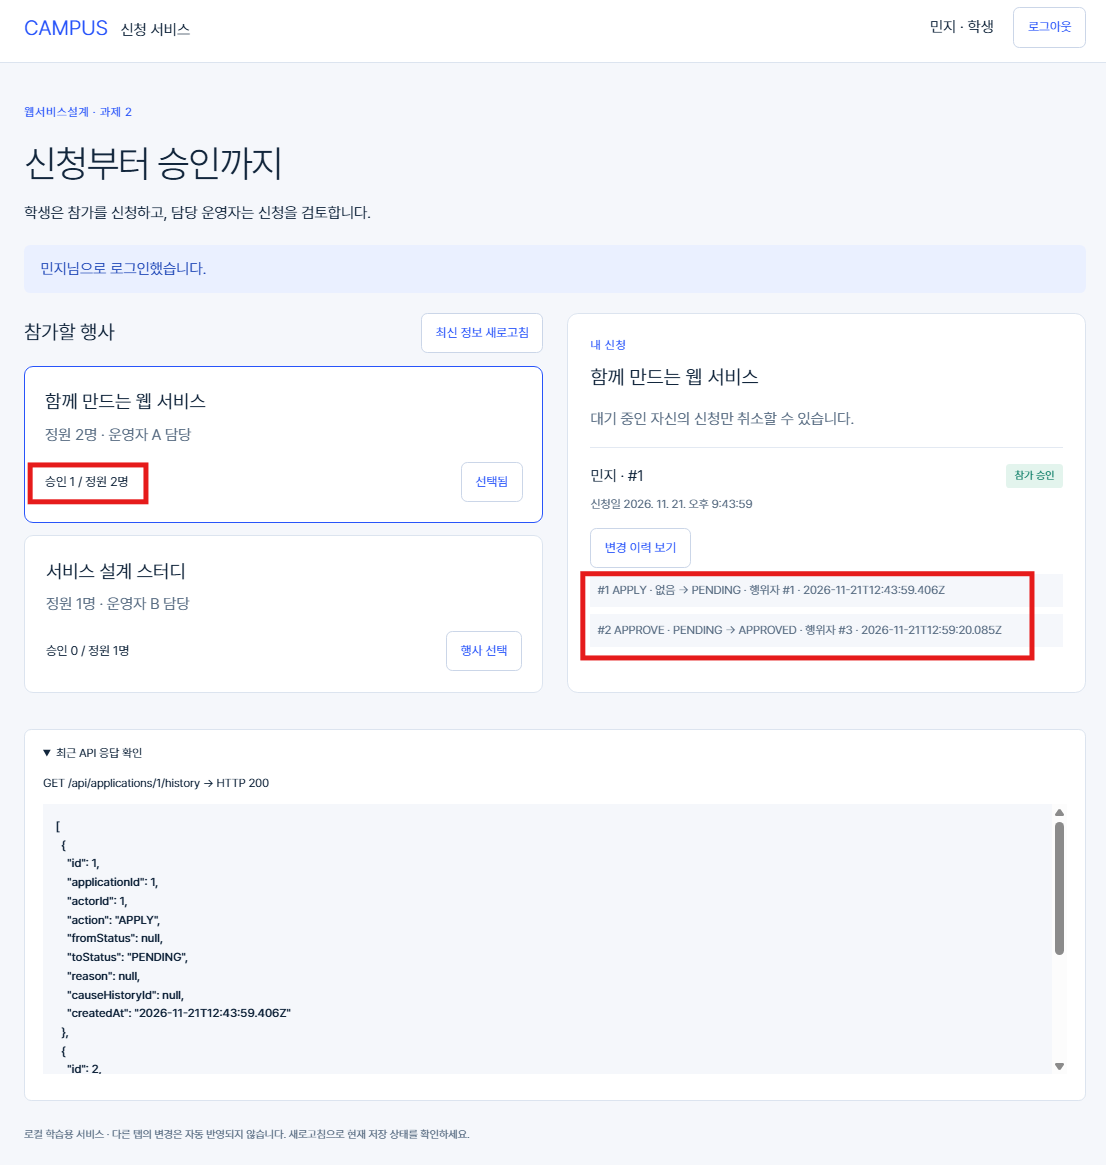 CAMPUS 신청 서비스
민지 · 학생
로그아웃
웹서비스설계 · 과제 2
신청부터 승인까지
학생은 참가를 신청하고, 담당 운영자는 신청을 검토합니다.
민지님으로 로그인했습니다.
참가할 행사
최신 정보 새로고침
함께 만드는 웹 서비스
정원 2명 · 운영자 A 담당
승인 1 / 정원 2명
선택됨
서비스 설계 스터디
정원 1명 · 운영자 B 담당
승인 0 / 정원 1명
행사 선택
내 신청
함께 만드는 웹 서비스
대기 중인 자신의 신청만 취소할 수 있습니다.
민지 · #1
참가 승인
신청일 2026. 11. 21. 오후 9:43:59
변경 이력 보기
#1 APPLY · 없음 → PENDING · 행위자 #1 · 2026-11-21T12:43:59.406Z
#2 APPROVE · PENDING → APPROVED · 행위자 #3 · 2026-11-21T12:59:20.085Z
▼ 최근 API 응답 확인
GET /api/applications/1/history → HTTP 200
[
{
"id": 1,
"applicationId": 1,
"actorId": 1,
"action": "APPLY",
"fromStatus": null,
"toStatus": "PENDING",
"reason": null,
"causeHistoryId": null,
"createdAt": "2026-11-21T12:43:59.406Z"
},
{
"id": 2,
로컬 학습용 서비스 · 다른 탭의 변경은 자동 반영되지 않습니다. 새로고침으로 현재 저장 상태를 확인하세요.